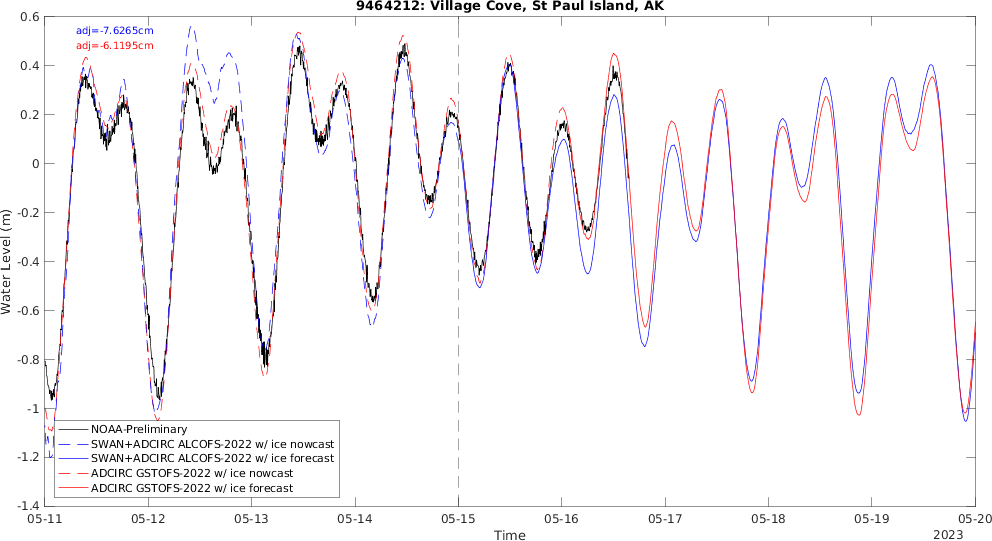 9464212: Village Cove, St Paul Island, AK
adj=-7.6265cm
adj=-6.1195cm
0.6
0.4
0.2
0
-0.2
-0.4
-0.6
-0.8
-1
-1.2
-1.4
Water Level (m)
NOAA-Preliminary
SWAN+ADCIRC ALCOFS-2022 w/ ice nowcast
SWAN+ADCIRC ALCOFS-2022 w/ ice forecast
ADCIRC GSTOFS-2022 w/ ice nowcast
ADCIRC GSTOFS-2022 w/ ice forecast
05-11 05-12 05-13 05-14 05-15 05-16 05-17 05-18 05-19 05-20
Time
2023